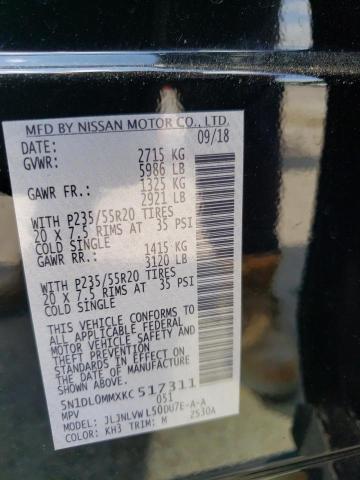 MFD BY NISSAN MOTOR CO., LTD.
DATE: 09/18
GVWR: 2715 KG
5986 LB
GAWR FR.: 1325 KG
2921 LB
WITH P235/55R20 TIRES
20 X 7.5 RIMS AT 35 PSI
COLD SINGLE
GAWR RR.: 1415 KG
3120 LB
WITH P235/55R20 TIRES
20 X 7.5 RIMS AT 35 PSI
COLD SINGLE
THIS VEHICLE CONFORMS TO
ALL APPLICABLE FEDERAL
MOTOR VEHICLE SAFETY AND
THEFT PREVENTION STANDARDS
IN EFFECT ON THE DATE OF
MANUFACTURE SHOWN ABOVE.
5N1DL0MMXKC517311
MPV 051
MODEL: JLJNLVWL50DU7E-A-A
COLOR: KH3 TRIM: M 2530A